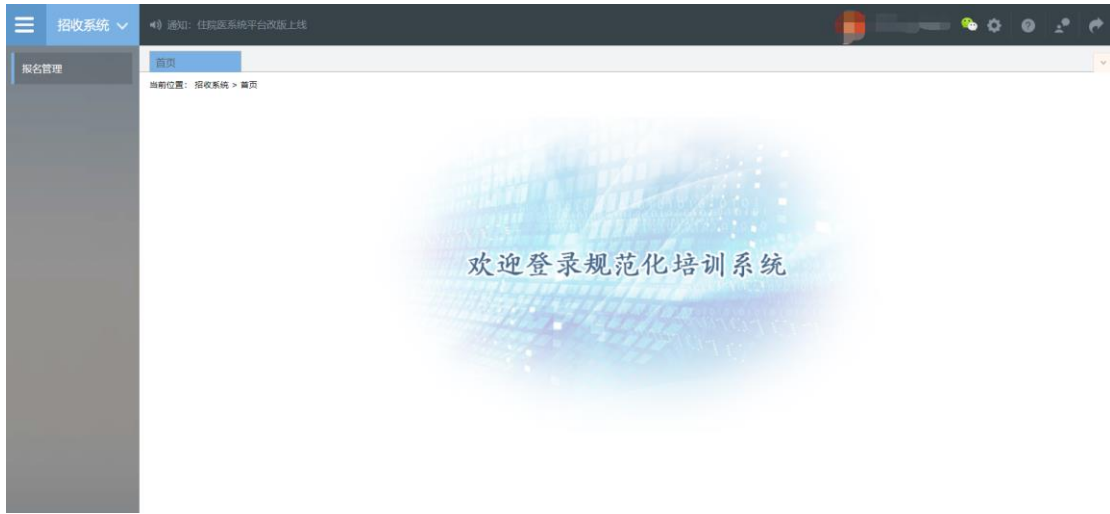 招收系统
通知：住院医系统平台改版上线
报名管理
首页
当前位置： 招收系统 > 首页
欢迎登录规范化培训系统